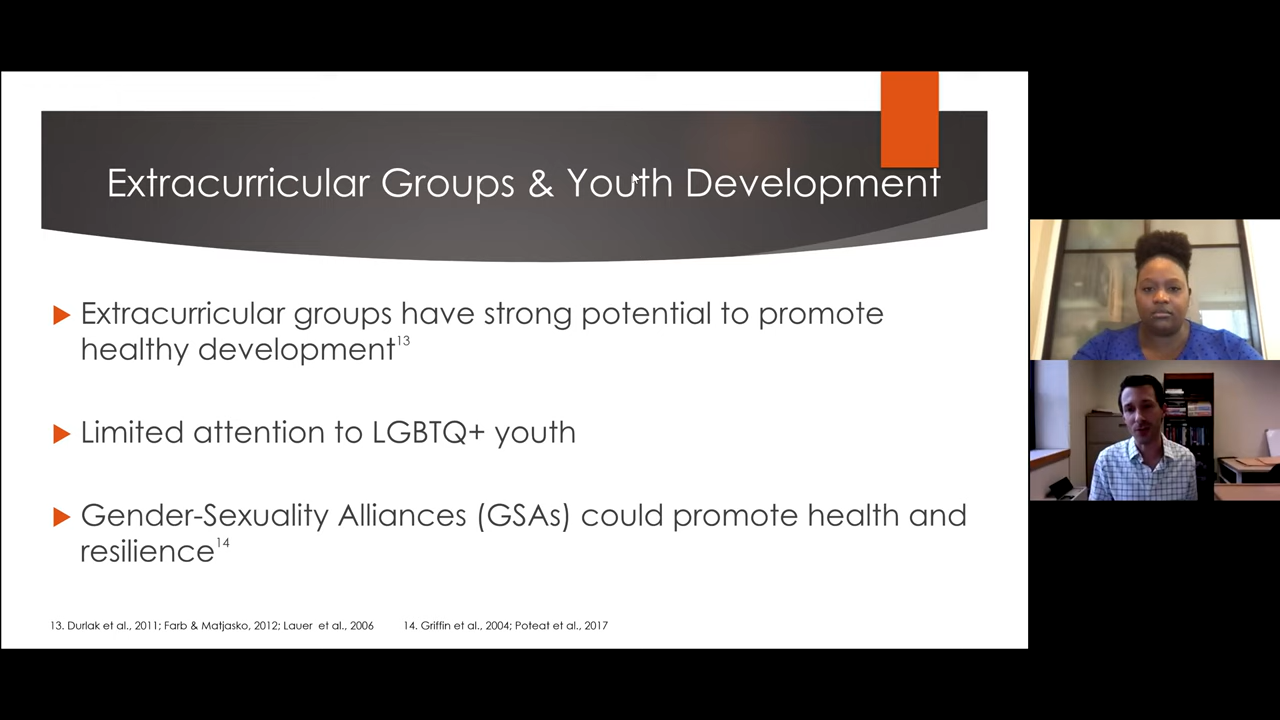 Extracurricular Groups & Youth Development
Extracurricular groups have strong potential to promote
healthy development13
Limited attention to LGBTQ+ youth
Gender-Sexuality Alliances (GSAs) could promote health and
resilience14
13. Durlak et al., 2011; Farb & Matjasko, 2012; Lauer et al., 2006 14. Griffin et al., 2004; Poteat et al., 2017